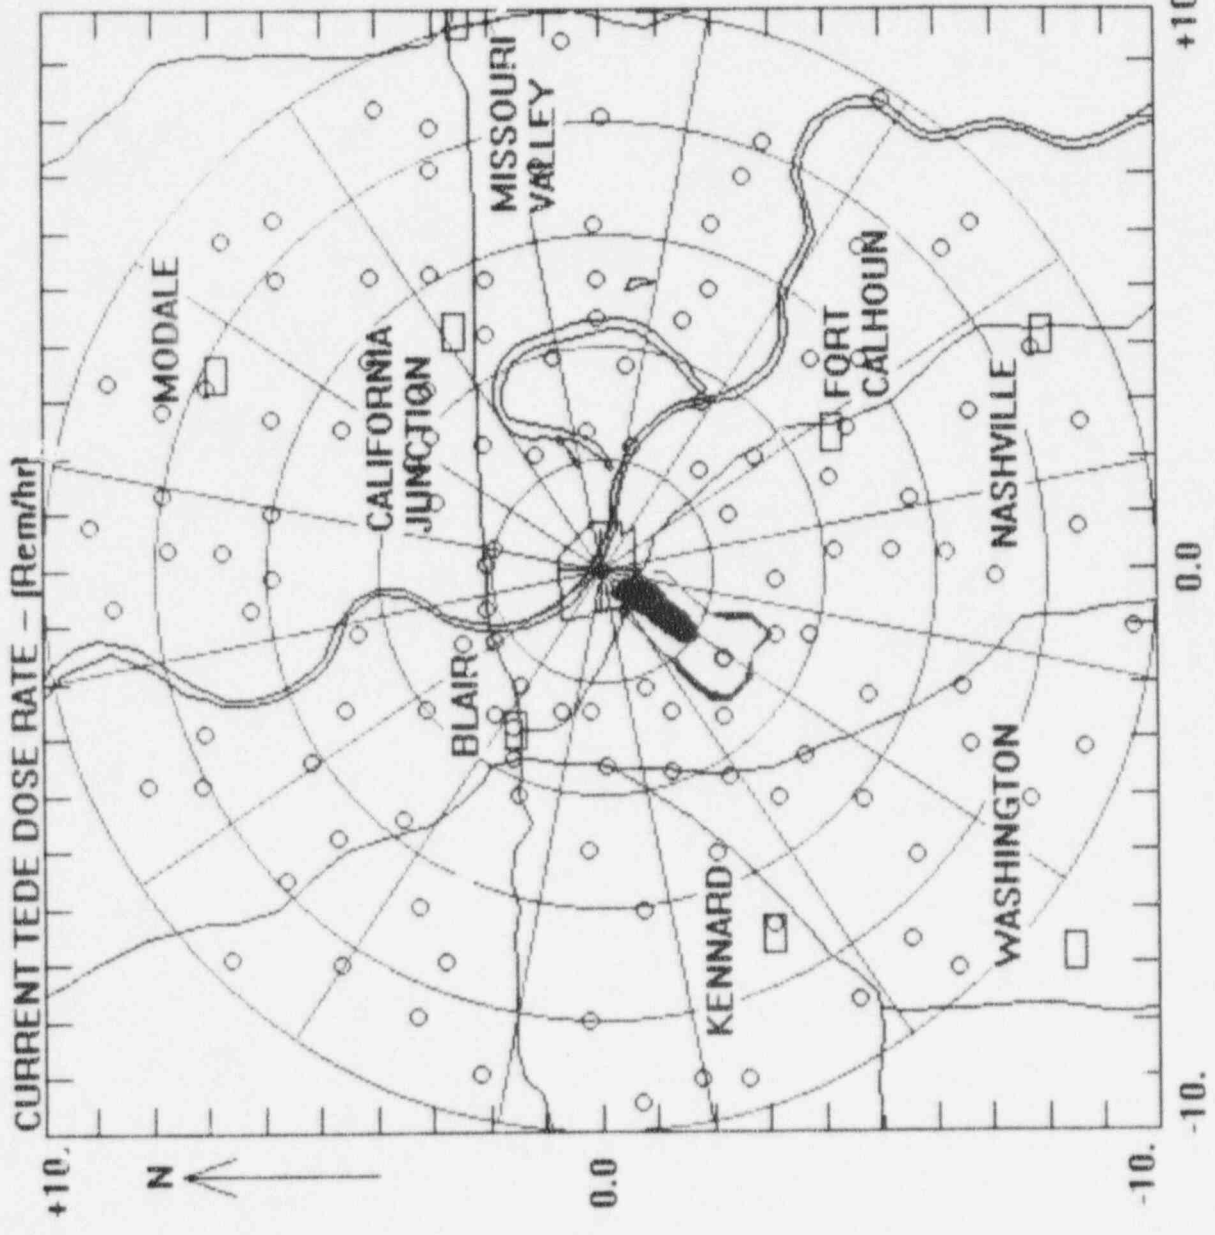 CURRENT TEDE DOSE RATE - (Rem/hr)
+10.
N
MODALE
CALIFORNIA
JUNCTION
MISSOURI
VALLEY
BLAIR
0.0
KENNARD
FORT
CALHOUN
WASHINGTON
NASHVILLE
-10.
-10.
0.0
+10